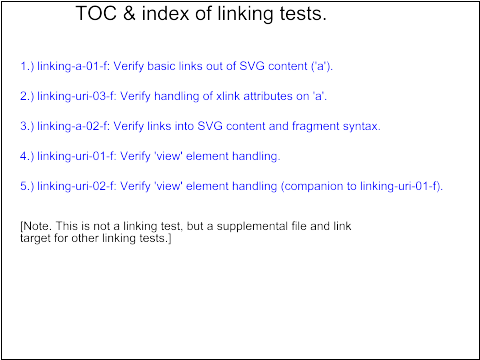 TOC & index of linking tests.
1.) linking-a-01-f: Verify basic links out of SVG content ('a').
2.) linking-uri-03-f: Verify handling of xlink attributes on 'a'.
3.) linking-a-02-f: Verify links into SVG content and fragment syntax.
4.) linking-uri-01-f: Verify 'view' element handling.
5.) linking-uri-02-f: Verify 'view' element handling (companion to linking-uri-01-f).
[Note. This is not a linking test, but a supplemental file and link
target for other linking tests.]